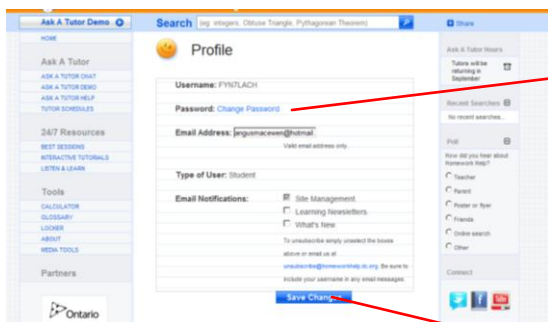 Ask A Tutor Demo
HOME
Ask A Tutor
ASK A TUTOR CHAT
ASK A TUTOR DEMO
ASK A TUTOR HELP
TUTOR SCHEDULES
24/7 Resources
BEST SESSIONS
INTERACTIVE TUTORIALS
LISTEN & LEARN
Tools
CALCULATOR
GLOSSARY
LOCKER
ABOUT
MEDIA TOOLS
Partners
Ontario
Search (eg. integers, Obtuse Triangle, Pythagorean Theorem)
Profile
Username: FYN7LACH
Password: Change Password
Email Address: angusmacewen@hotmail
Valid email address only.
Type of User: Student
Email Notifications: Site Management
Learning Newsletters
What's New
To unsubscribe simply unselect the boxes
above or email us at
unsubscribe@homeworkhelp.ilc.org. Be sure to
include your username in any email messages.
Save Changes
Share
Ask A Tutor Hours
Tutors will be
returning in
September
Recent Searches
No recent searches...
Poll
How did you hear about
Homework Help?
Teacher
Parent
Poster or flyer
Friends
Online search
Other
Connect